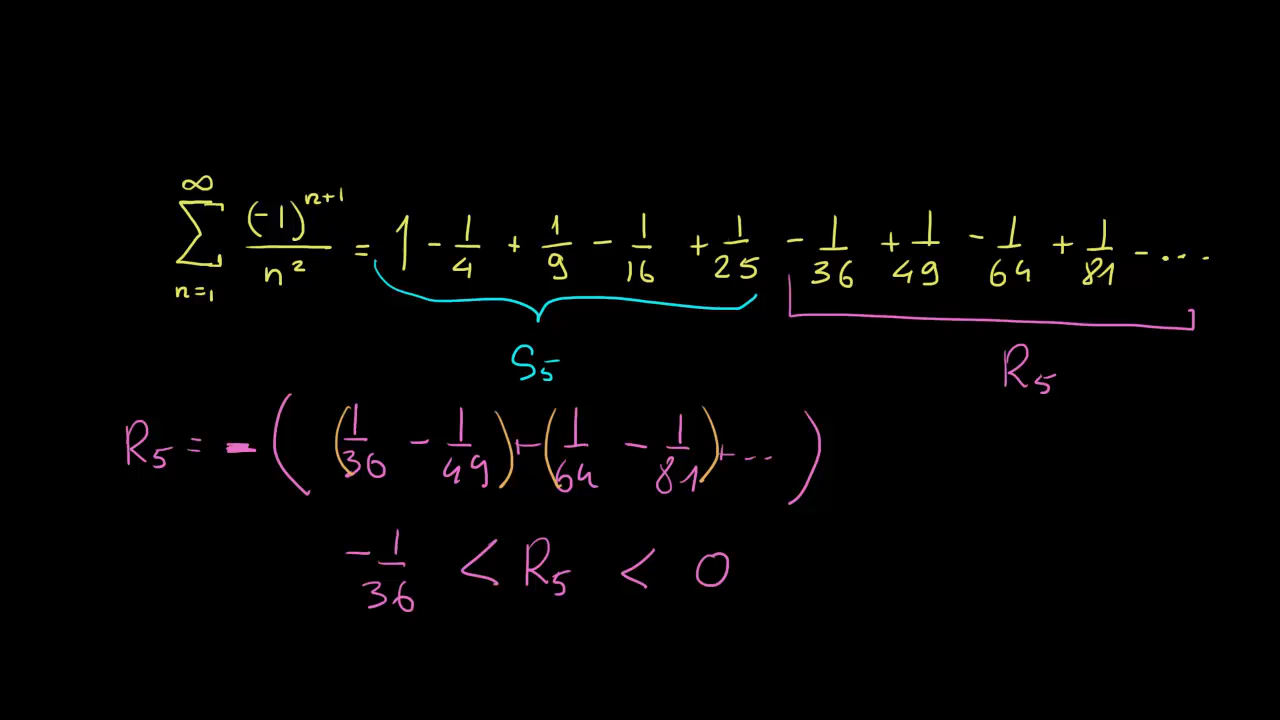 ∞∑n=1 (-1)^(n+1)/n² = 1 - 1/4 + 1/9 - 1/16 + 1/25 - 1/36 + 1/49 - 1/64 + 1/81 - ....
S₅
R₅
R₅ = - ( (1/36 - 1/49) + (1/64 - 1/81) + ... )
-1/36 < R₅ < 0